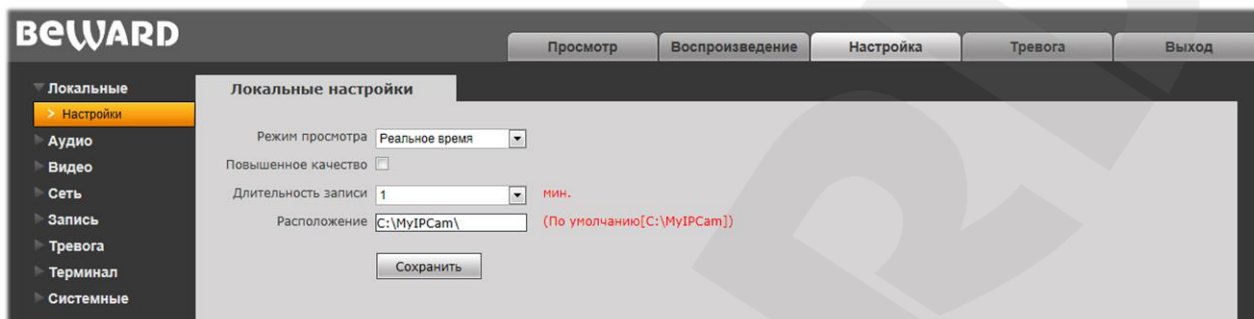 BEWARD
Просмотр Воспроизведение Настройка Тревога Выход
Локальные
> Настройки
Аудио
Видео
Сеть
Запись
Тревога
Терминал
Системные
Локальные настройки
Режим просмотра Реальное время
Повышенное качество
Длительность записи 1 мин.
Расположение C:\MyIPCam\ (По умолчанию[C:\MyIPCam])
Сохранить